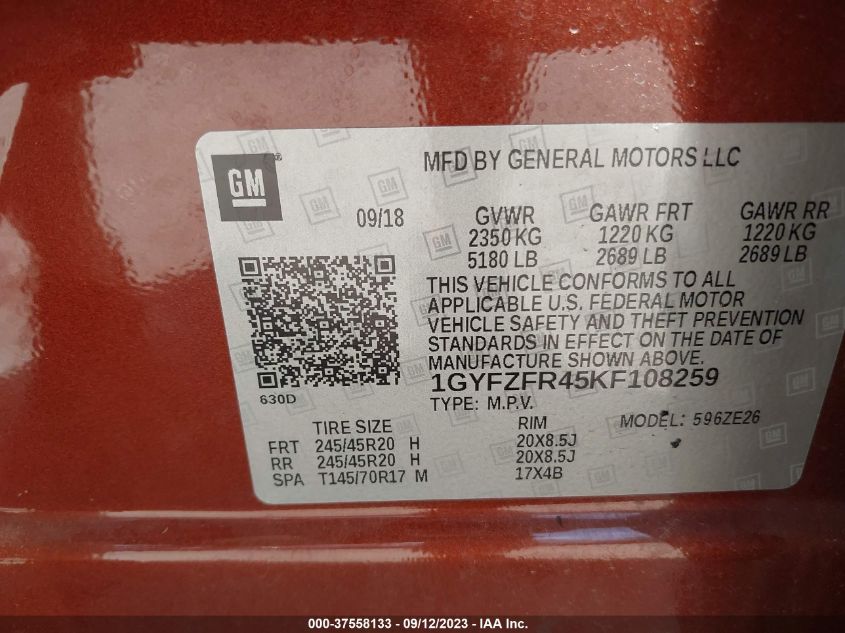 GM
®
MFD BY GENERAL MOTORS LLC
09/18
GVWR GAWR FRT GAWR RR
2350 KG 1220 KG 1220 KG
5180 LB 2689 LB 2689 LB
THIS VEHICLE CONFORMS TO ALL
APPLICABLE U.S. FEDERAL MOTOR
VEHICLE SAFETY AND THEFT PREVENTION
STANDARDS IN EFFECT ON THE DATE OF
MANUFACTURE SHOWN ABOVE.
1GYFZFR45KF108259
630D
TYPE: M.P.V.
MODEL: 596ZE26
TIRE SIZE RIM
FRT 245/45R20 H 20X8.5J
RR 245/45R20 H 20X8.5J
SPA T145/70R17 M 17X4B
000-37558133 - 09/12/2023 - IAA Inc.